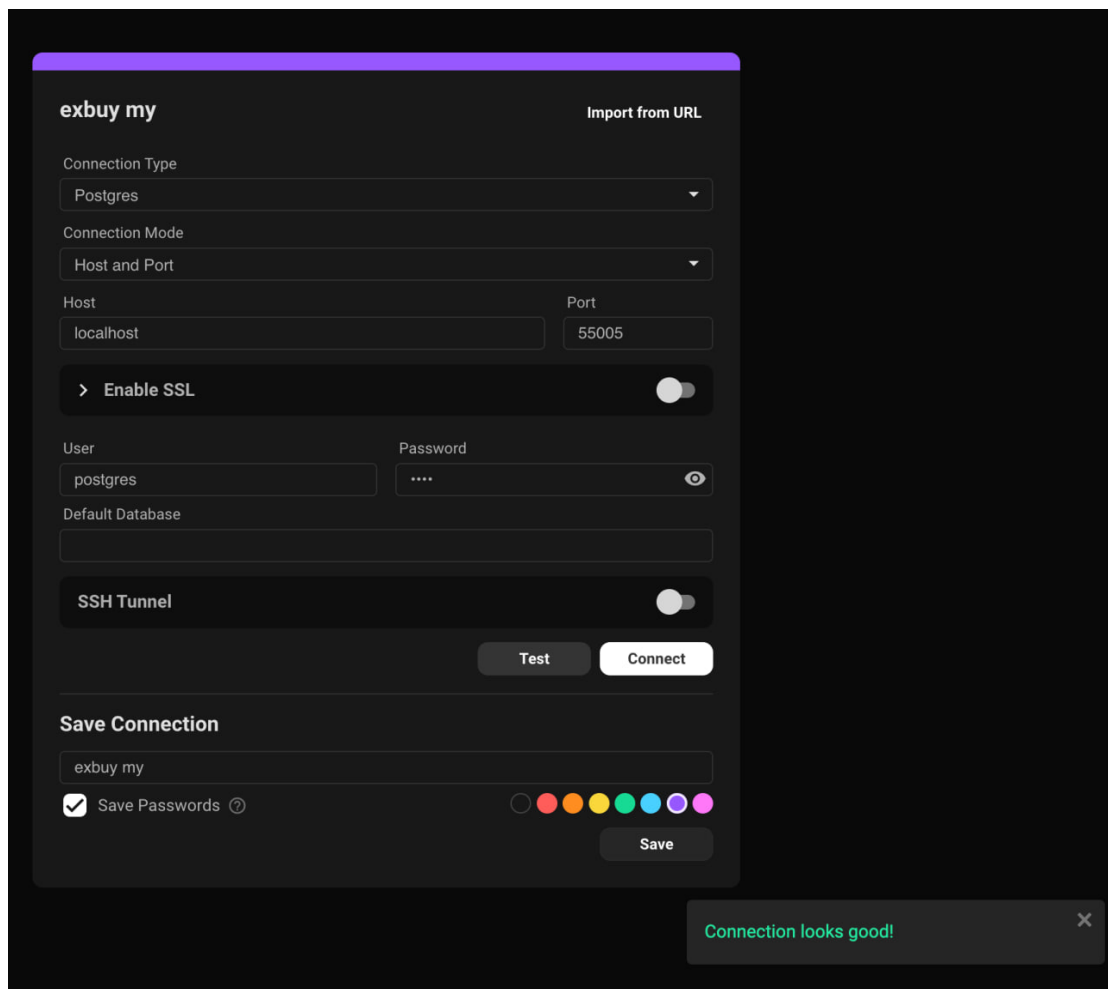 exbuy my
Import from URL
Connection Type
Postgres
Connection Mode
Host and Port
Host
Port
localhost
55005
Enable SSL
User
Password
postgres
••••
Default Database
SSH Tunnel
Test
Connect
Save Connection
exbuy my
Save Passwords
Save
Connection looks good!